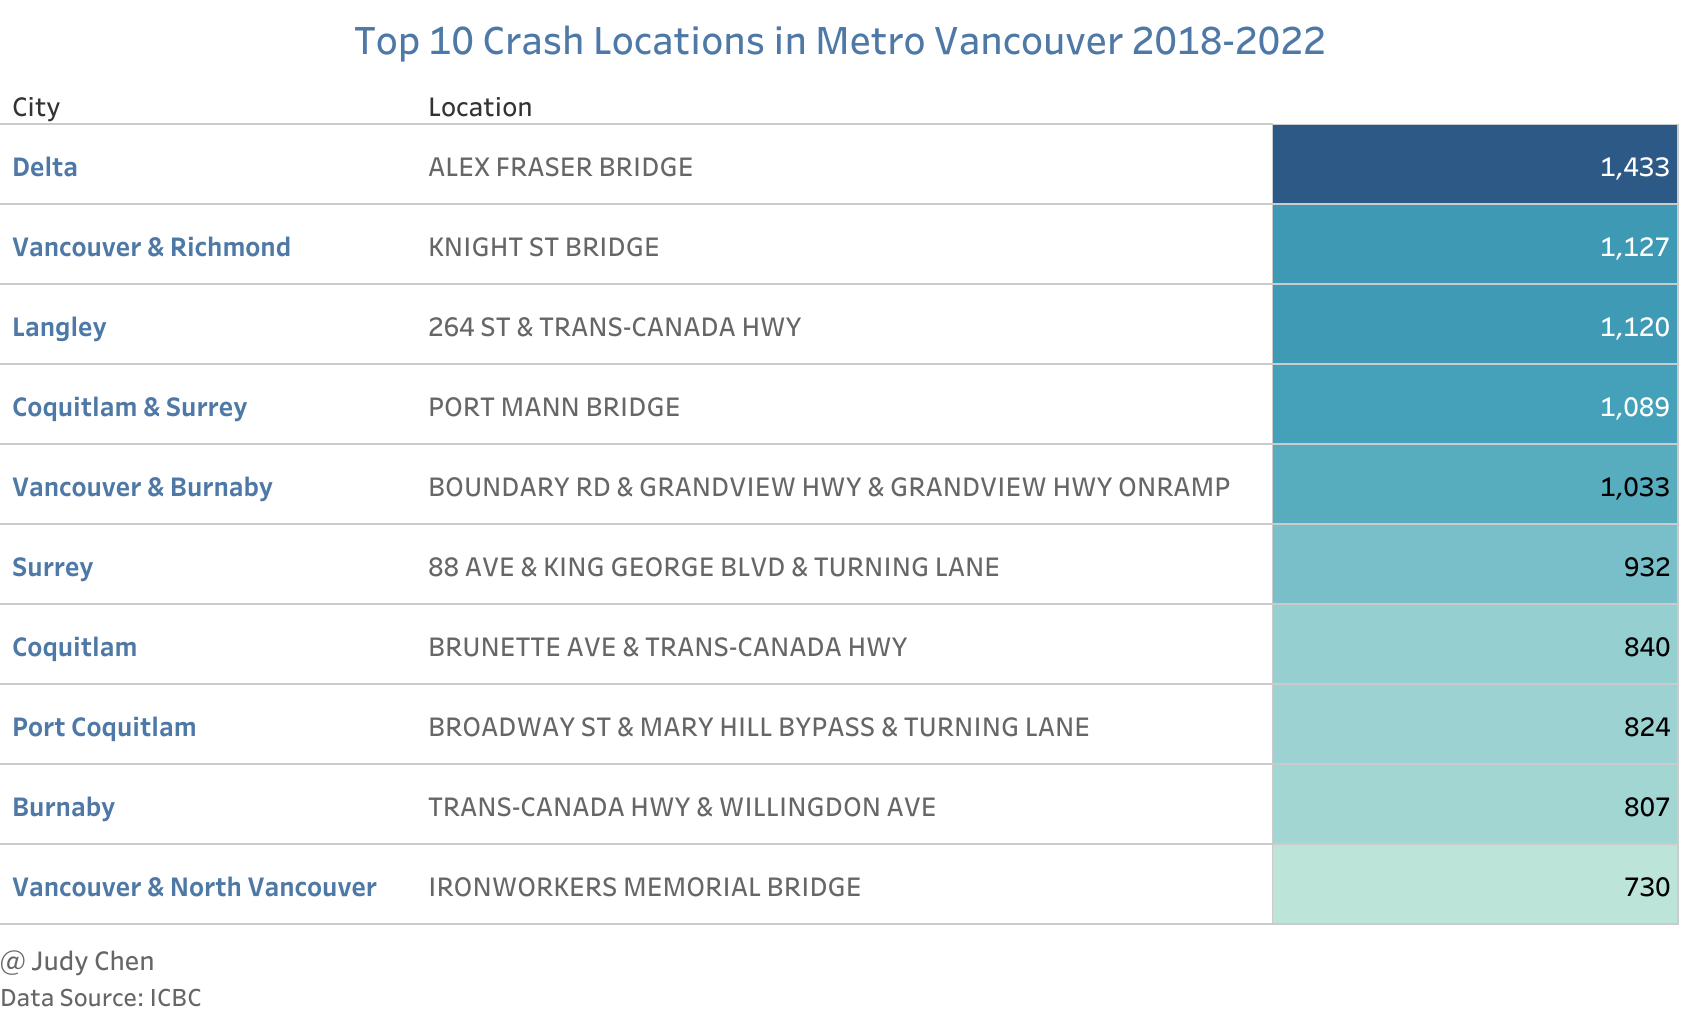 Top 10 Crash Locations in Metro Vancouver 2018-2022
City Location
Delta ALEX FRASER BRIDGE 1,433
Vancouver & Richmond KNIGHT ST BRIDGE 1,127
Langley 264 ST & TRANS-CANADA HWY 1,120
Coquitlam & Surrey PORT MANN BRIDGE 1,089
Vancouver & Burnaby BOUNDARY RD & GRANDVIEW HWY & GRANDVIEW HWY ONRAMP 1,033
Surrey 88 AVE & KING GEORGE BLVD & TURNING LANE 932
Coquitlam BRUNETTE AVE & TRANS-CANADA HWY 840
Port Coquitlam BROADWAY ST & MARY HILL BYPASS & TURNING LANE 824
Burnaby TRANS-CANADA HWY & WILLINGDON AVE 807
Vancouver & North Vancouver IRONWORKERS MEMORIAL BRIDGE 730
@ Judy Chen
Data Source: ICBC